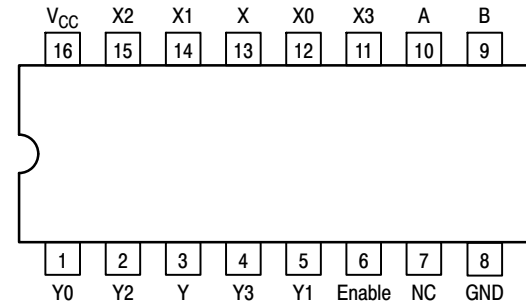 VCC X2 X1 X X0 X3 A B
16 15 14 13 12 11 10 9
1 2 3 4 5 6 7 8
Y0 Y2 Y Y3 Y1 Enable NC GND